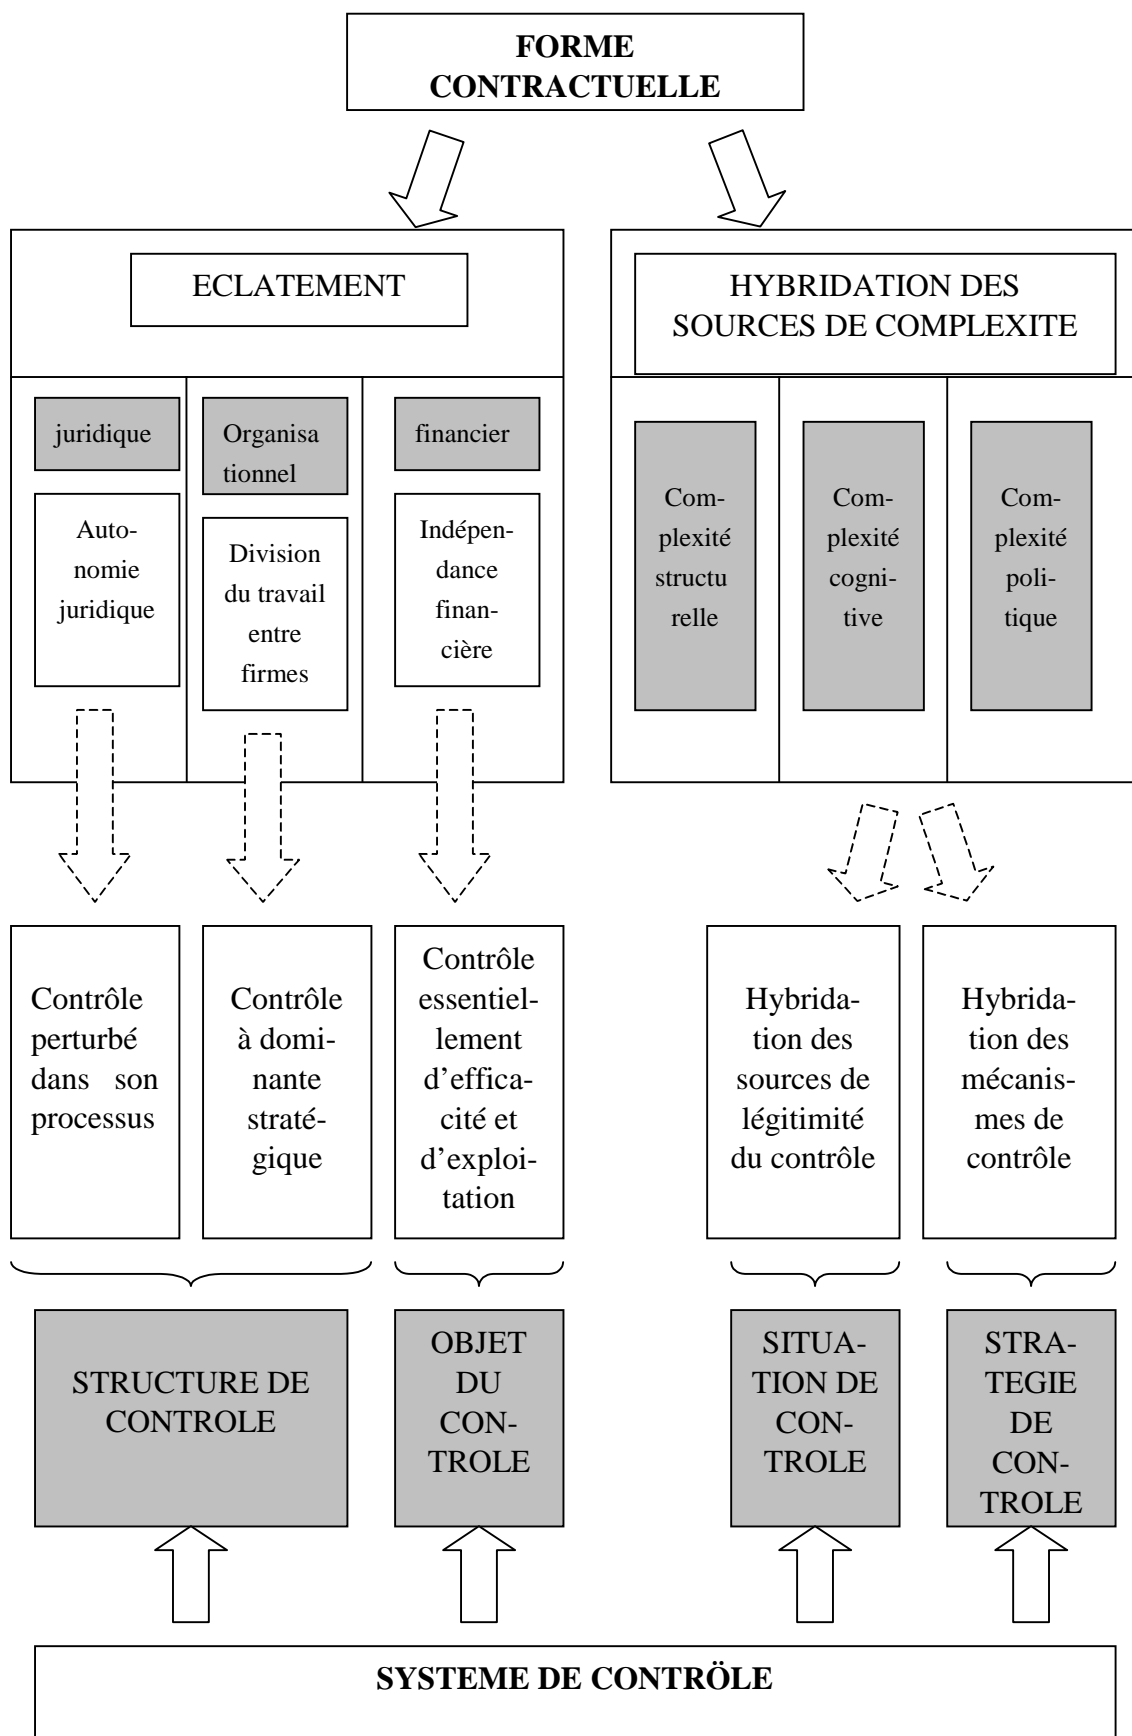 FORME
CONTRACTUELLE
ECLATEMENT
HYBRIDATION DES
SOURCES DE COMPLEXITE
juridique
Organisa
tionnel
financier
Auto-
nomie
juridique
Division
du travail
entre
firmes
Indépen-
dance
finan-
cière
Com-
plexité
structu
relle
Com-
plexité
cogni-
tive
Com-
plexité
poli-
tique
Contrôle
perturbé
dans son
processus
Contrôle
à domi-
nante
straté-
gique
Contrôle
essentiel-
lement
d'effica-
cité et
d'exploi-
tation
Hybrida-
tion des
sources de
légitimité
du contrôle
Hybrida-
tion des
mécanis-
mes de
contrôle
STRUCTURE DE
CONTROLE
OBJET
DU
CON-
TROLE
SITUA-
TION DE
CON-
TROLE
STRA-
TEGIE
DE
CON-
TROLE
SYSTEME DE CONTRÖLE